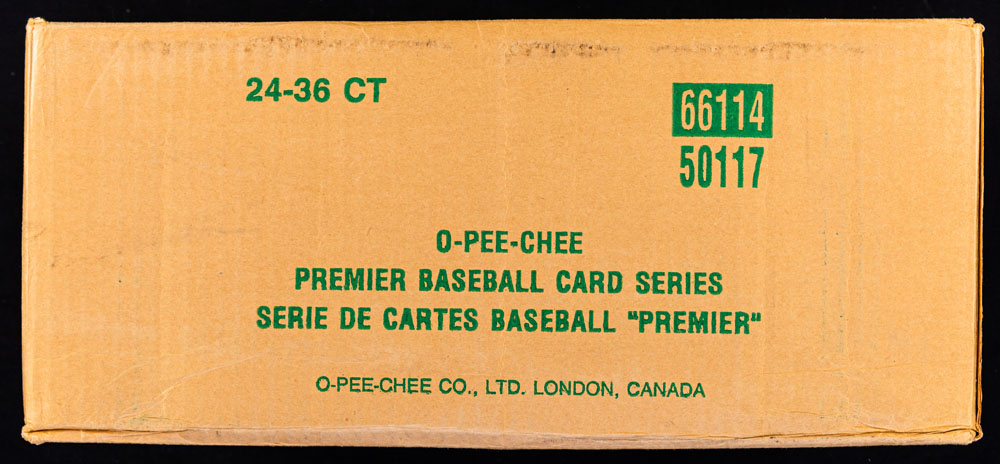 24-36 CT
66114
50117
O-PEE-CHEE
PREMIER BASEBALL CARD SERIES
SERIE DE CARTES BASEBALL "PREMIER"
O-PEE-CHEE CO., LTD. LONDON, CANADA